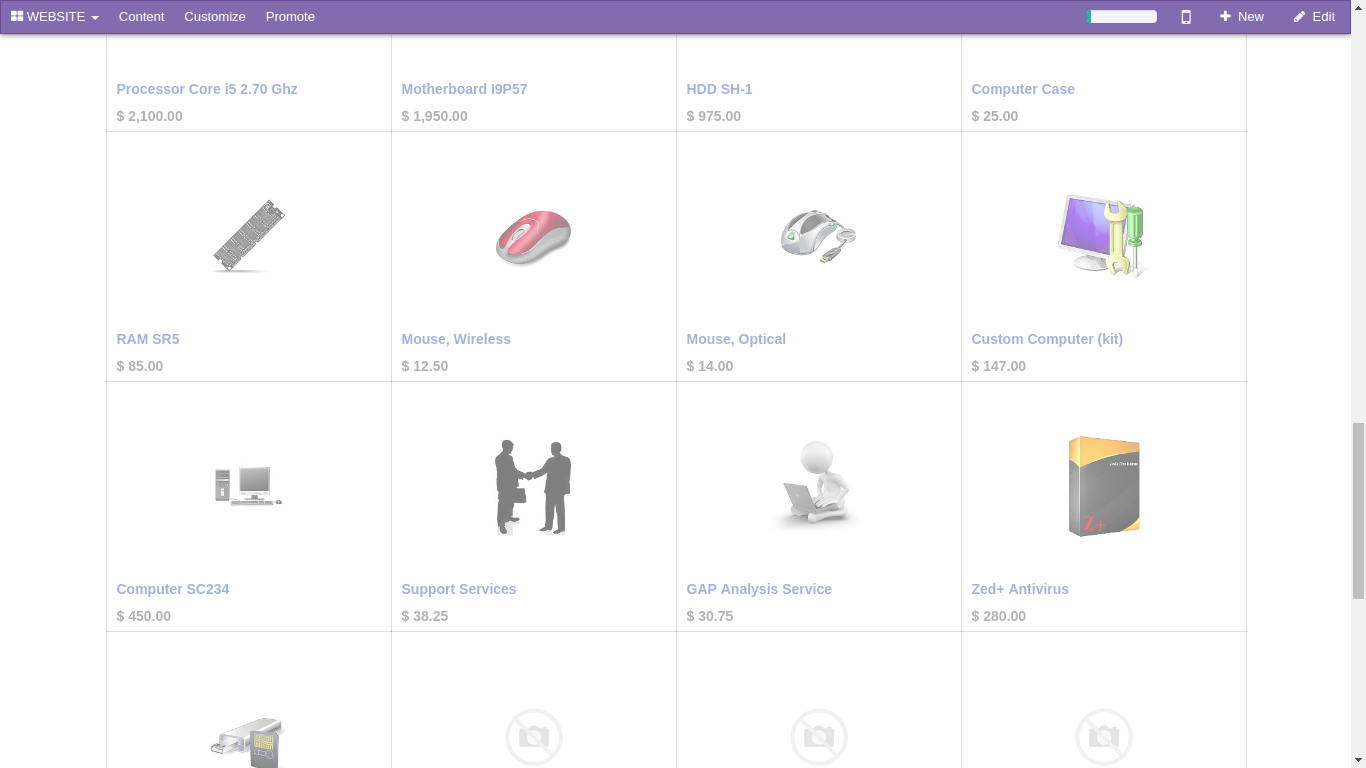 WEBSITE Content Customize Promote New Edit
Processor Core i5 2.70 Ghz Motherboard I9P57 HDD SH-1 Computer Case
$ 2,100.00 $ 1,950.00 $ 975.00 $ 25.00
RAM SR5 Mouse, Wireless Mouse, Optical Custom Computer (kit)
$ 85.00 $ 12.50 $ 14.00 $ 147.00
Z+
Computer SC234 Support Services GAP Analysis Service Zed+ Antivirus
$ 450.00 $ 38.25 $ 30.75 $ 280.00